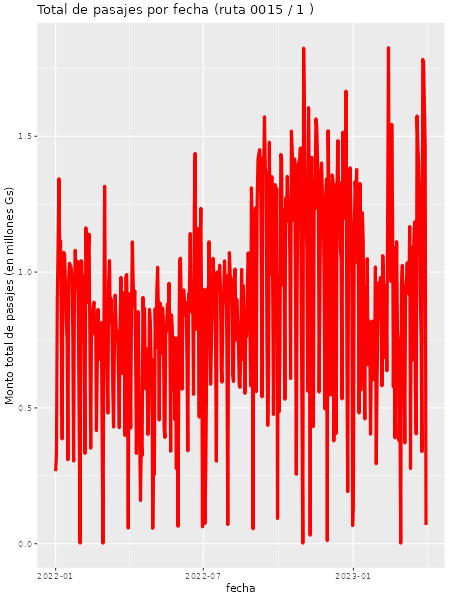 Total de pasajes por fecha (ruta 0015 / 1 )
Monto total de pasajes (en millones Gs)
1.5
1.0
0.5
0.0
2022-01 2022-07 2023-01
fecha